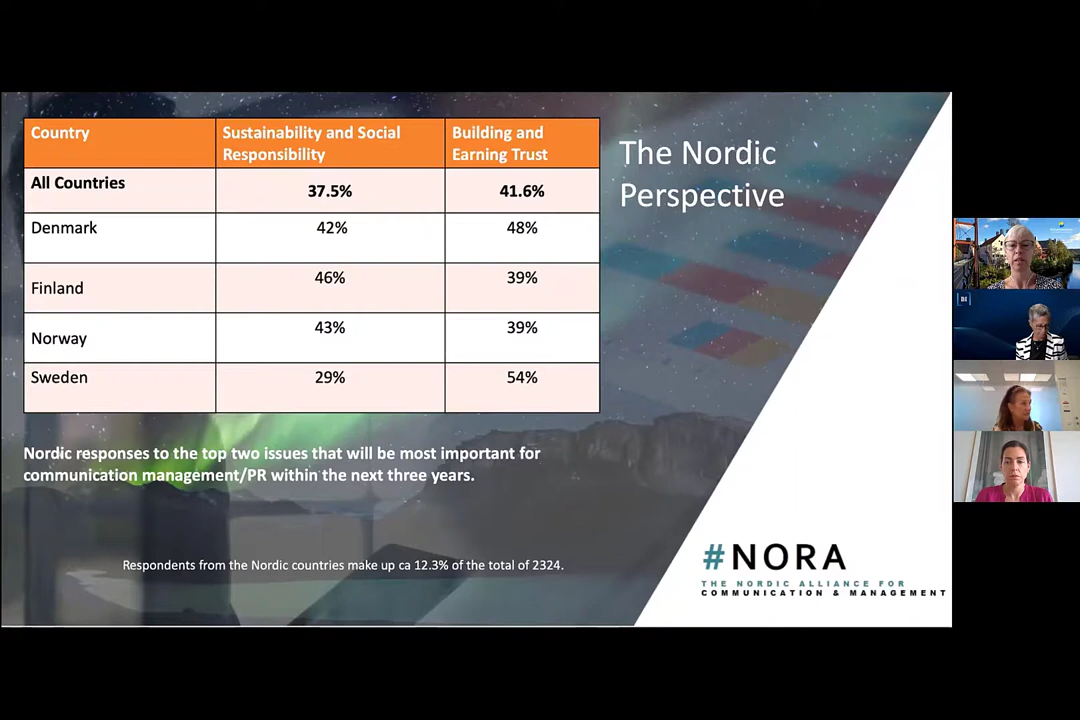 Country
Sustainability and Social
Responsibility
Building and
Earning Trust
All Countries
37.5%
41.6%
Denmark
42%
48%
Finland
46%
39%
Norway
43%
39%
Sweden
29%
54%
The Nordic
Perspective
Nordic responses to the top two issues that will be most important for
communication management/PR within the next three years.
Respondents from the Nordic countries make up ca 12.3% of the total of 2324.
#NORA
THE NORDIC ALLIANCE FOR
COMMUNICATION & MANAGEMENT
BI